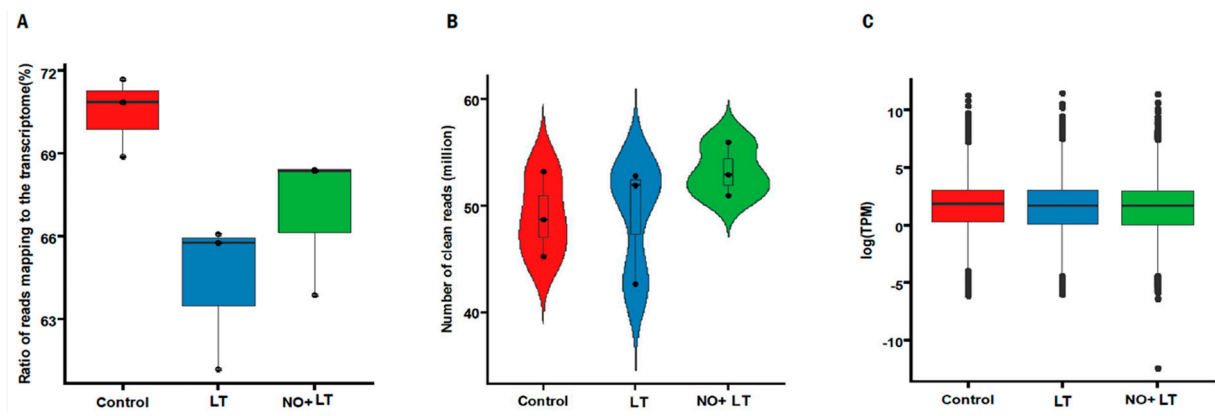 A
Ratio of reads mapping to the transcriptome(%)
72
69
66
63
Control
LT
NO+ LT
B
Number of clean reads (million)
60
50
40
Control
LT
NO+ LT
C
log(TPM)
10
5
0
-5
-10
Control
LT
NO+ LT